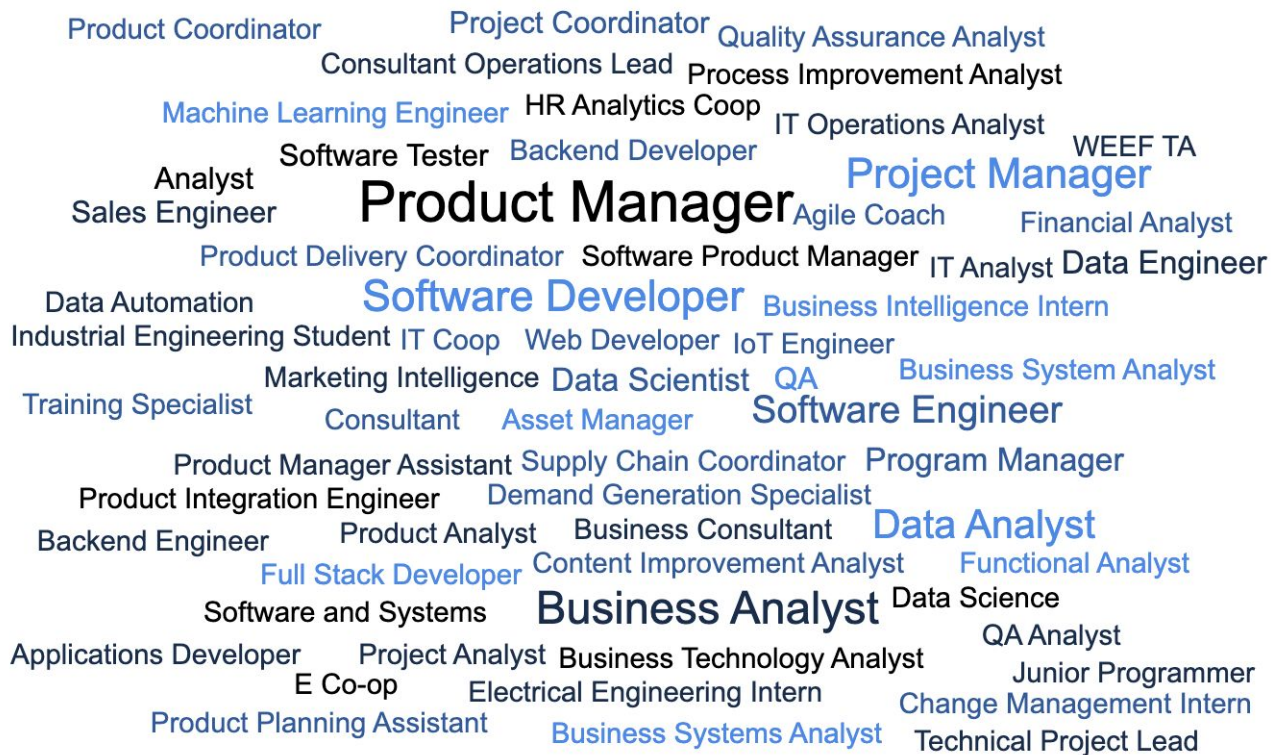 Product Coordinator
Project Coordinator
Quality Assurance Analyst
Consultant Operations Lead
Process Improvement Analyst
Machine Learning Engineer
HR Analytics Coop
IT Operations Analyst
WEEF TA
Software Tester
Backend Developer
Project Manager
Analyst
Product Manager
Sales Engineer
Agile Coach
Financial Analyst
Product Delivery Coordinator
Software Product Manager
IT Analyst
Data Engineer
Data Automation
Software Developer
Business Intelligence Intern
Industrial Engineering Student
IT Coop
Web Developer
IoT Engineer
Marketing Intelligence
Data Scientist
QA
Business System Analyst
Training Specialist
Consultant
Asset Manager
Software Engineer
Product Manager Assistant
Supply Chain Coordinator
Program Manager
Product Integration Engineer
Demand Generation Specialist
Backend Engineer
Product Analyst
Business Consultant
Data Analyst
Full Stack Developer
Content Improvement Analyst
Functional Analyst
Software and Systems
Business Analyst
Data Science
QA Analyst
Applications Developer
Project Analyst
Business Technology Analyst
Junior Programmer
E Co-op
Electrical Engineering Intern
Change Management Intern
Product Planning Assistant
Business Systems Analyst
Technical Project Lead